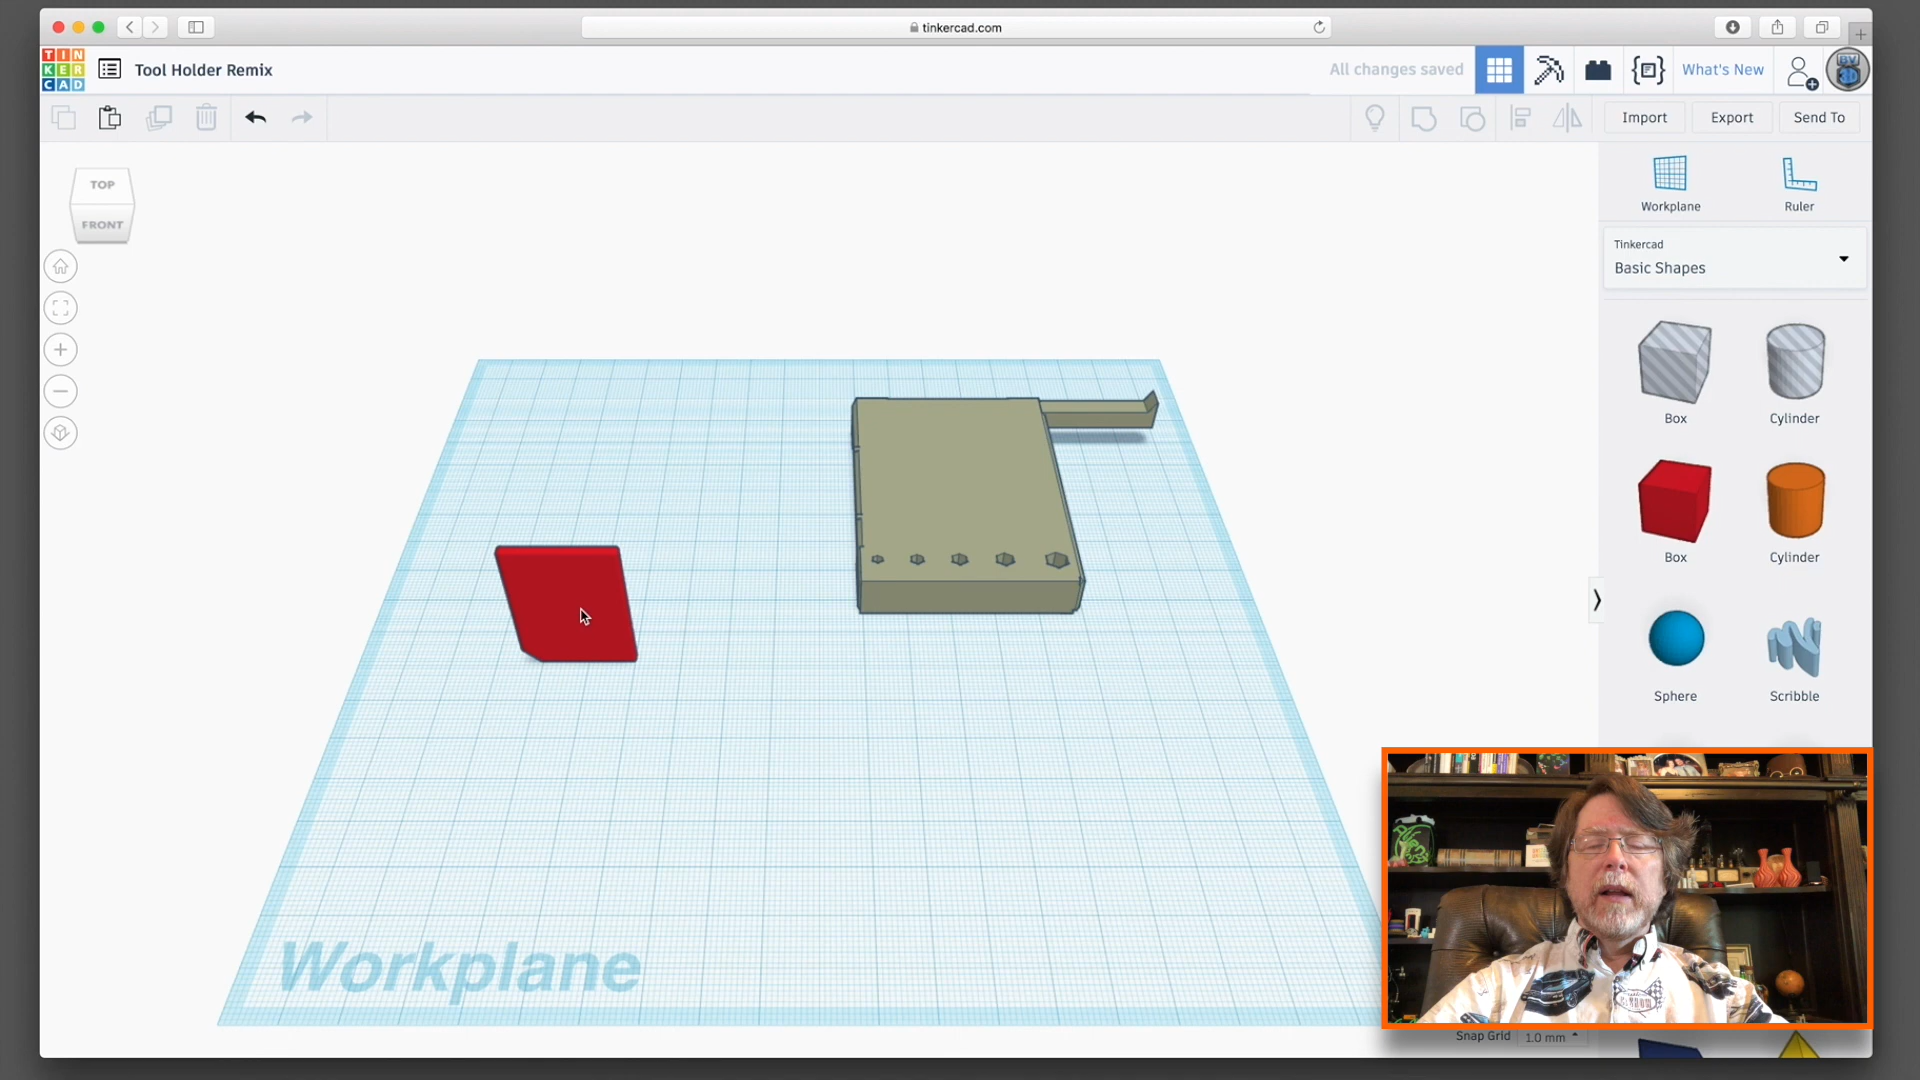 tinkercad.com
TIN
KER
CAD
Tool Holder Remix
All changes saved
What's New
Import
Export
Send To
TOP
FRONT
Workplane
Ruler
Tinkercad
Basic Shapes
Box
Cylinder
Box
Cylinder
Sphere
Scribble
Workplane
Snap Grid 1.0 mm